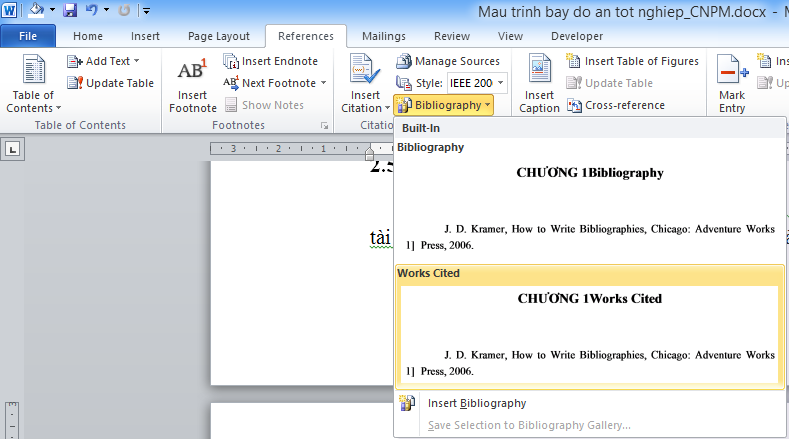 Mau trinh bay do an tot nghiep_CNPM.docx -
File Home Insert Page Layout References Mailings Review View Developer
Table of Contents
Add Text
Update Table
Table of Contents
AB1
Insert Footnote
Insert Endnote
Next Footnote
Show Notes
Footnotes
Insert Citation
Manage Sources
Style: IEEE 200
Bibliography
Citatio
Insert Caption
Insert Table of Figures
Update Table
Cross-reference
Mark Entry
Ins
Up
L
3 2 1
2.5
tài
Built-In
Bibliography
CHƯƠNG 1Bibliography
J. D. Kramer, How to Write Bibliographies, Chicago: Adventure Works
1] Press, 2006.
Works Cited
CHƯƠNG 1Works Cited
J. D. Kramer, How to Write Bibliographies, Chicago: Adventure Works
1] Press, 2006.
Insert Bibliography
Save Selection to Bibliography Gallery...